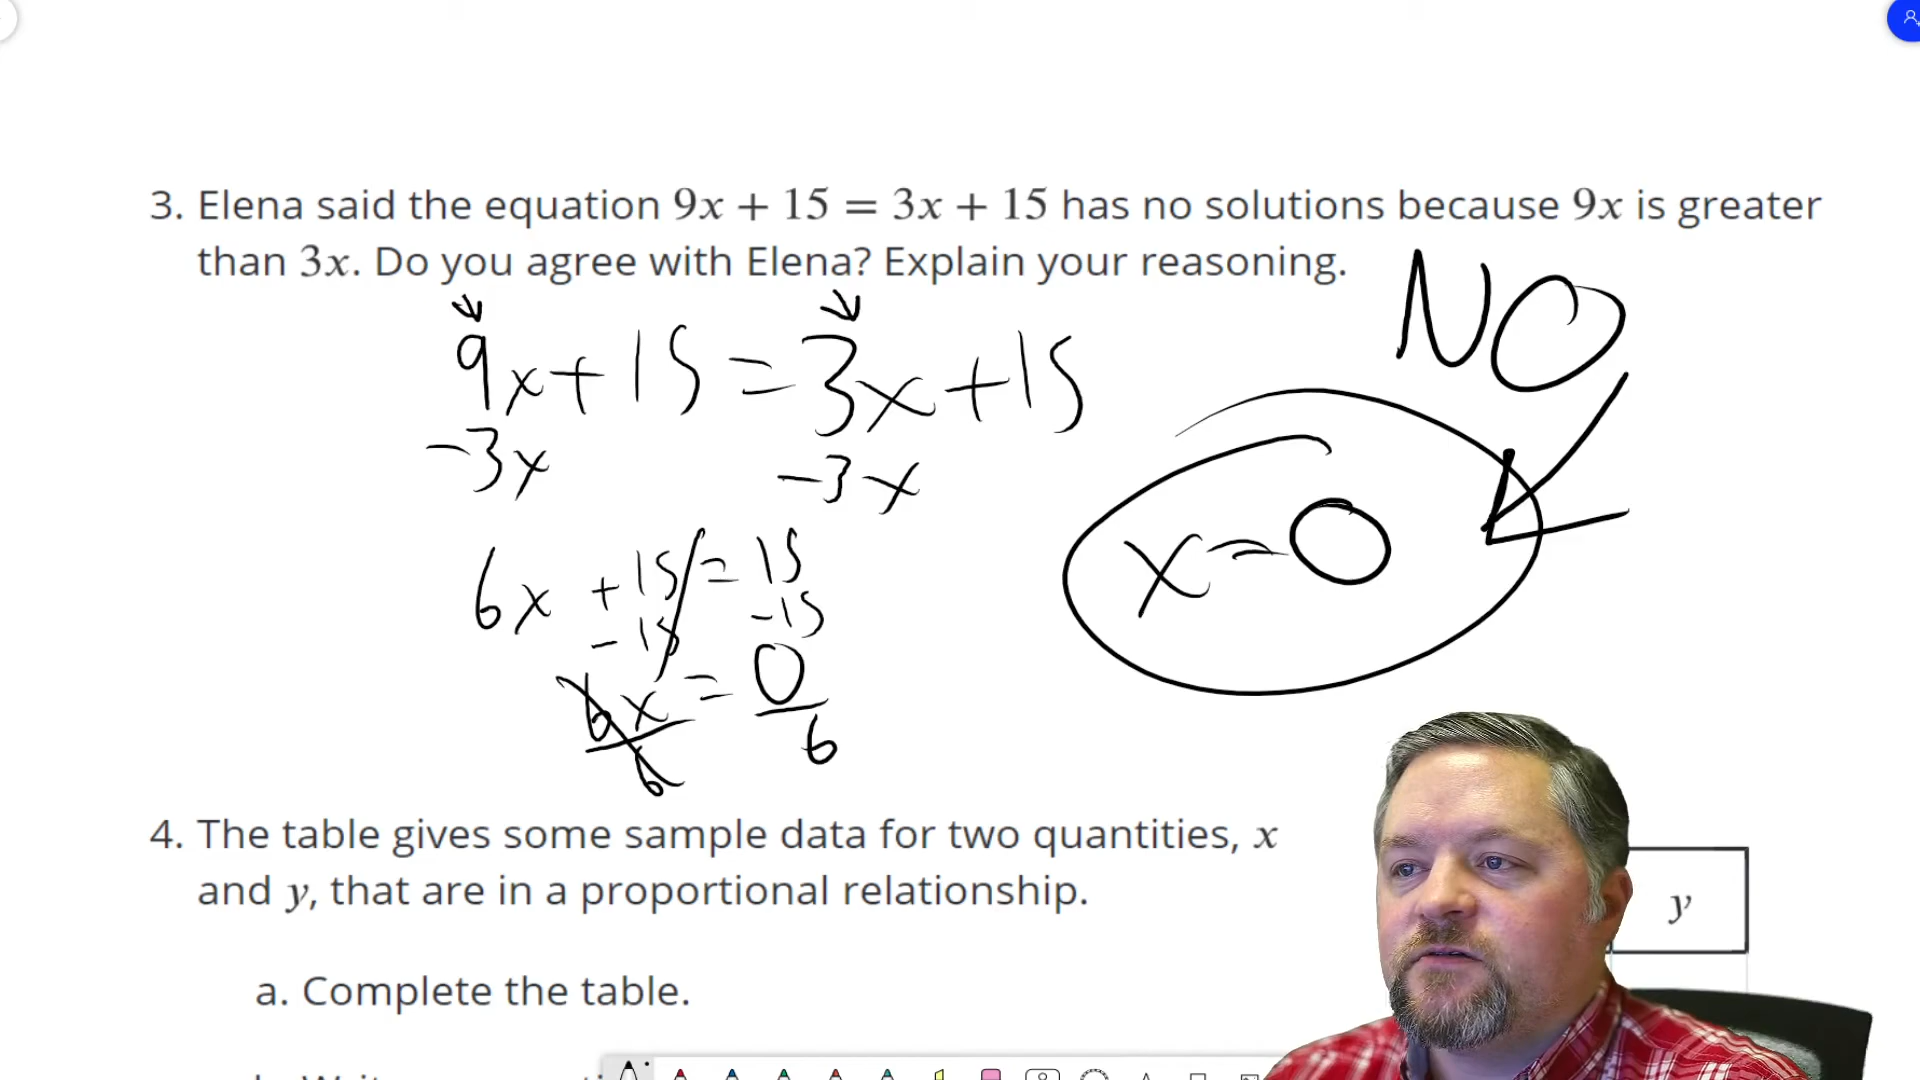 3. Elena said the equation 9x + 15 = 3x + 15 has no solutions because 9x is greater
than 3x. Do you agree with Elena? Explain your reasoning.
NO
9x+15=3x+15
-3x -3x
x=0
6x +15=15
-15 -15
6x = 0
6 6
4. The table gives some sample data for two quantities, x
and y, that are in a proportional relationship.
y
a. Complete the table.